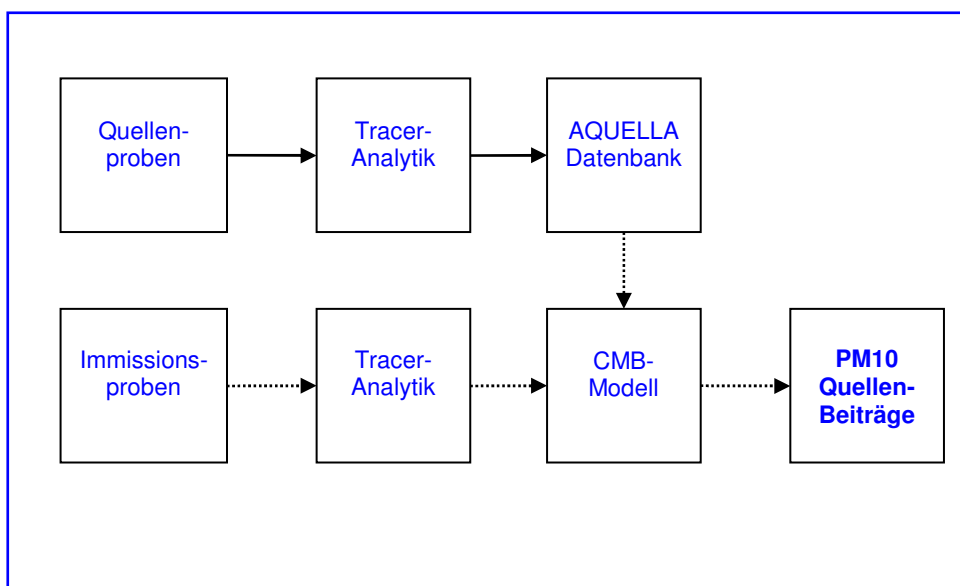 Quellen-
proben
Tracer-
Analytik
AQUELLA
Datenbank
Immissions-
proben
Tracer-
Analytik
CMB-
Modell
PM10
Quellen-
Beiträge